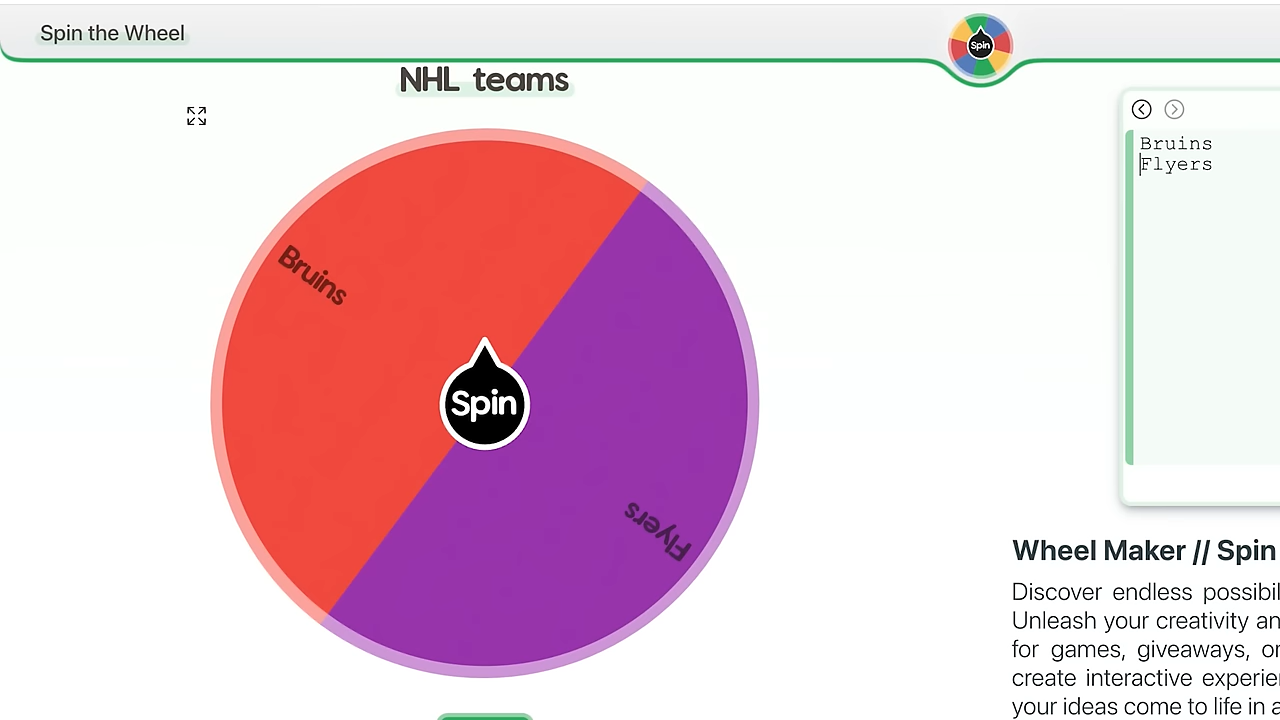 Spin the Wheel
Spin
NHL teams
Bruins
Flyers
Bruins
Spin
Flyers
Wheel Maker // Spin
Discover endless possibil
Unleash your creativity an
for games, giveaways, or
create interactive experie
your ideas come to life in a